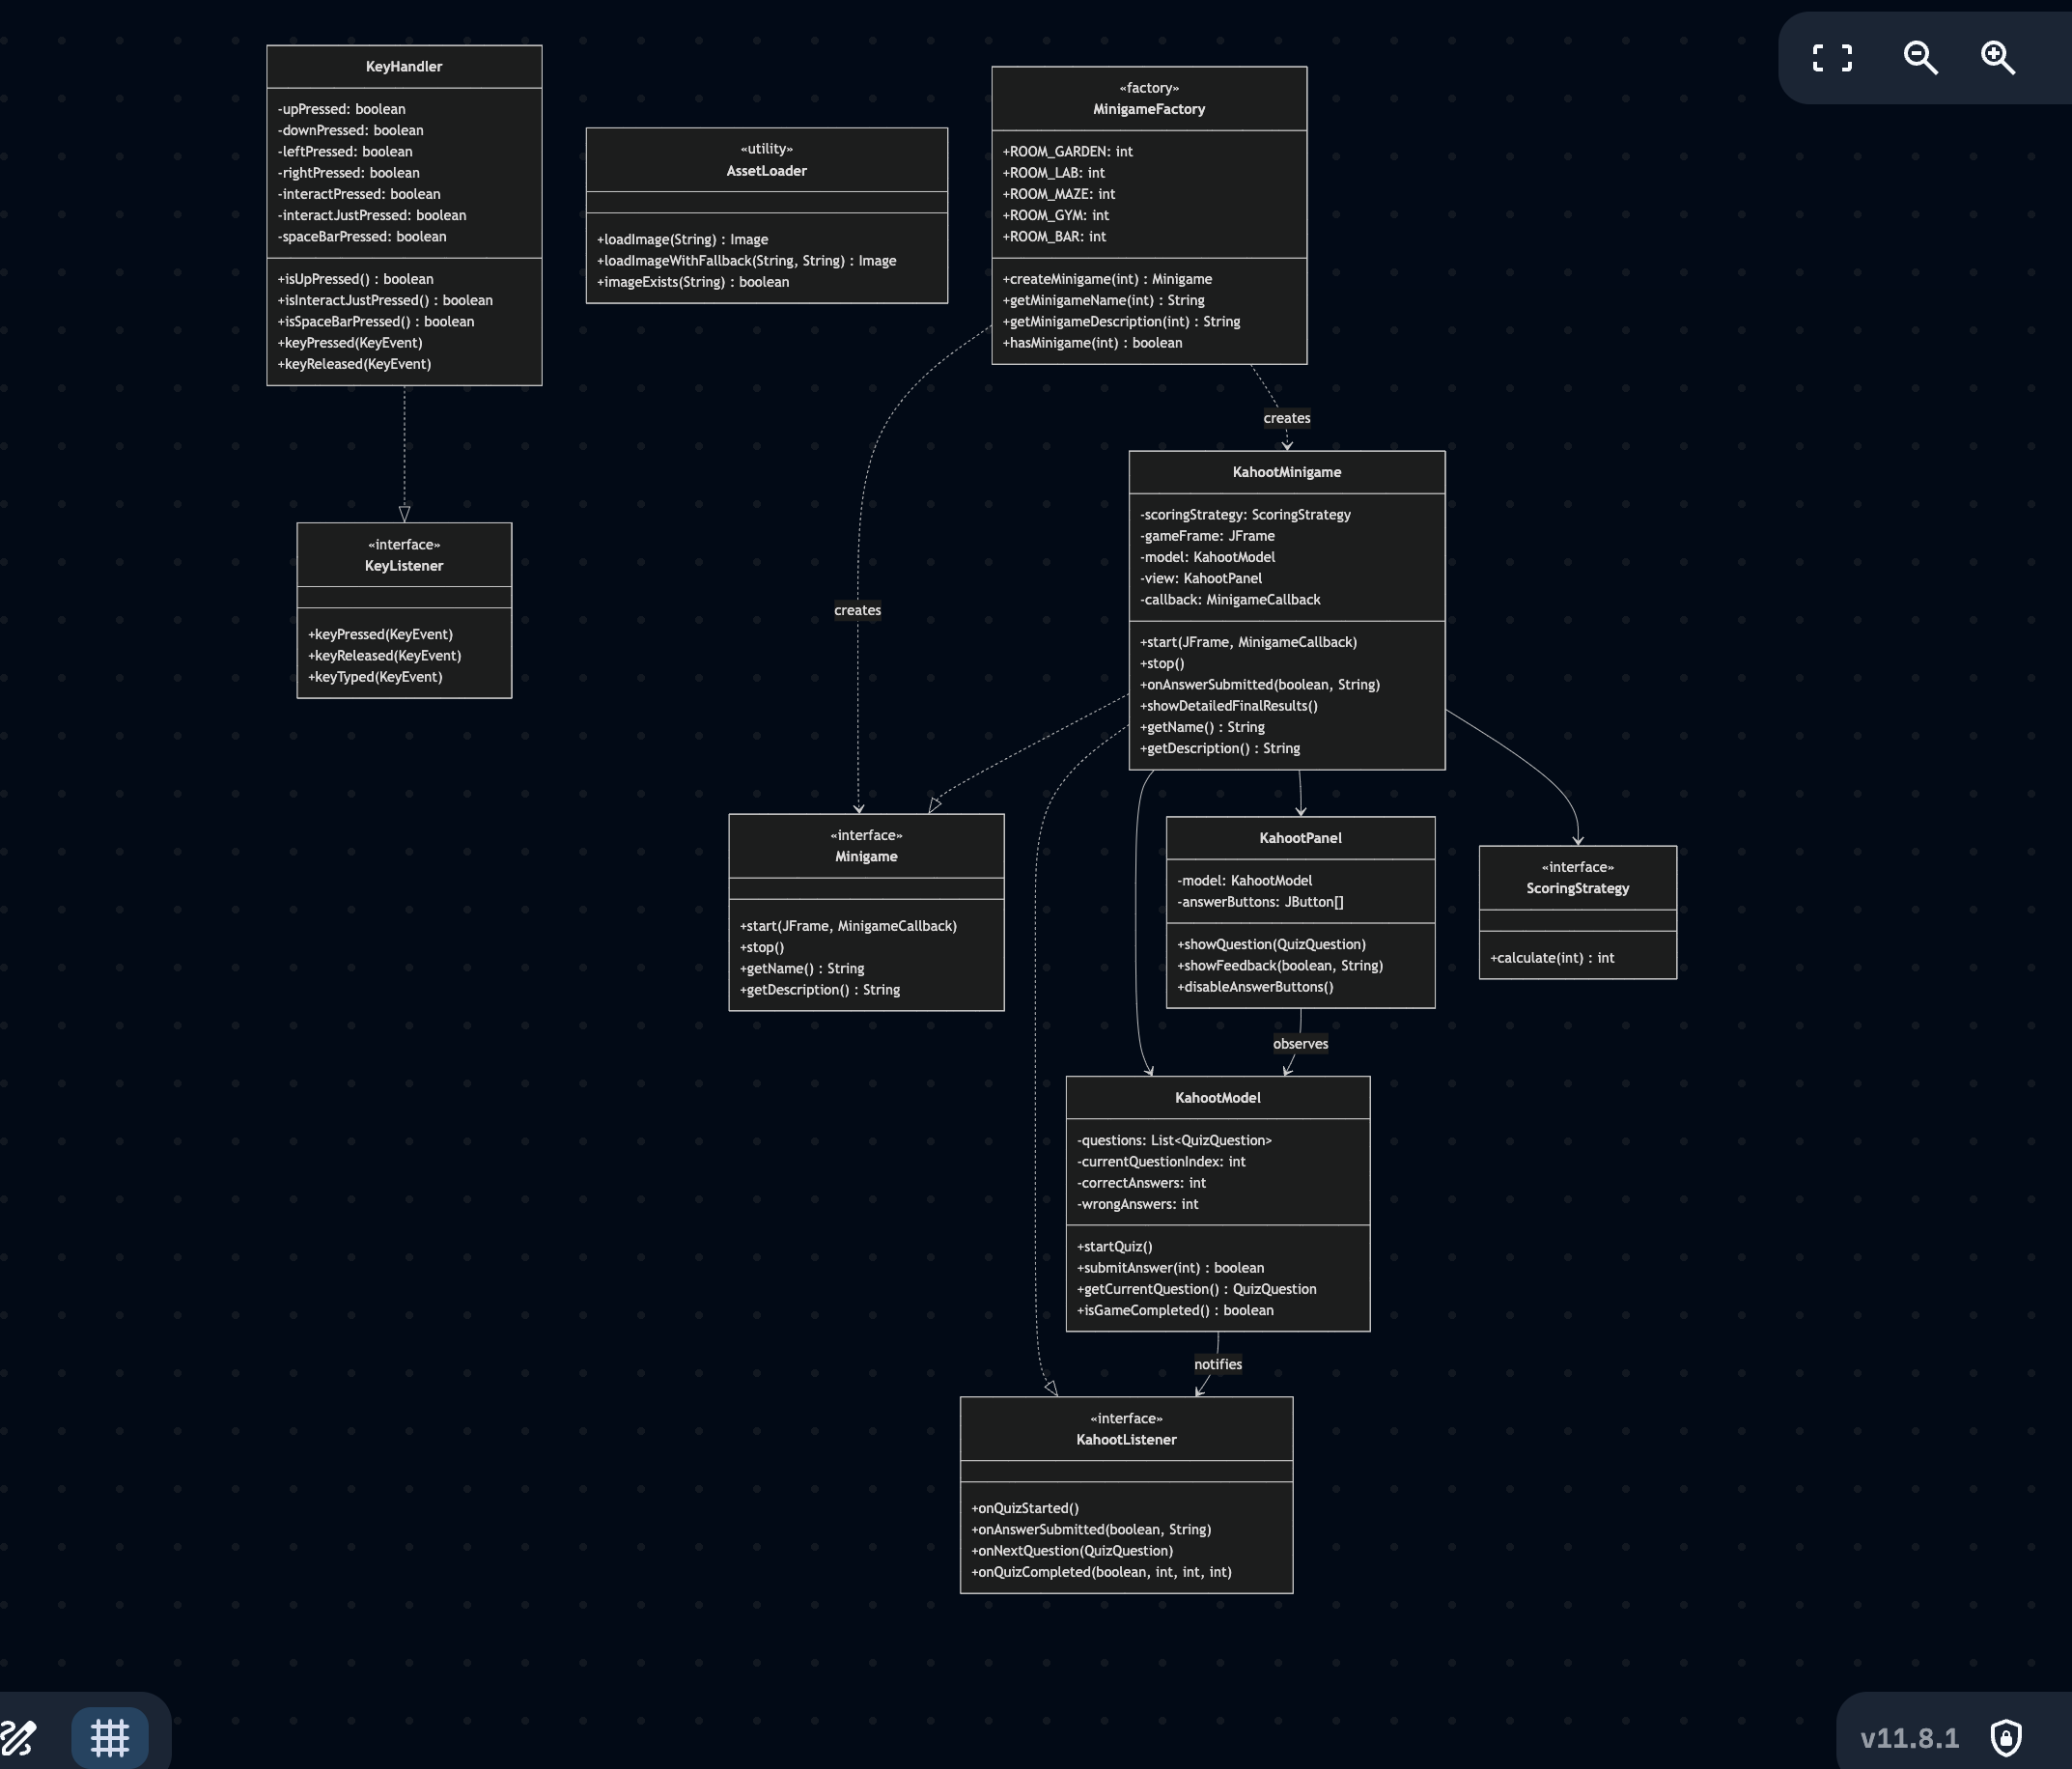 KeyHandler
-upPressed: boolean
-downPressed: boolean
-leftPressed: boolean
-rightPressed: boolean
-interactPressed: boolean
-interactJustPressed: boolean
-spaceBarPressed: boolean
+isUpPressed() : boolean
+isInteractJustPressed() : boolean
+isSpaceBarPressed() : boolean
+keyPressed(KeyEvent)
+keyReleased(KeyEvent)
«utility»
AssetLoader
+loadImage(String) : Image
+loadImageWithFallback(String, String) : Image
+imageExists(String) : boolean
«factory»
MinigameFactory
+ROOM_GARDEN: int
+ROOM_LAB: int
+ROOM_MAZE: int
+ROOM_GYM: int
+ROOM_BAR: int
+createMinigame(int) : Minigame
+getMinigameName(int) : String
+getMinigameDescription(int) : String
+hasMinigame(int) : boolean
creates
«interface»
KeyListener
+keyPressed(KeyEvent)
+keyReleased(KeyEvent)
+keyTyped(KeyEvent)
creates
KahootMinigame
-scoringStrategy: ScoringStrategy
-gameFrame: JFrame
-model: KahootModel
-view: KahootPanel
-callback: MinigameCallback
+start(JFrame, MinigameCallback)
+stop()
+onAnswerSubmitted(boolean, String)
+showDetailedFinalResults()
+getName() : String
+getDescription() : String
«interface»
Minigame
+start(JFrame, MinigameCallback)
+stop()
+getName() : String
+getDescription() : String
KahootPanel
-model: KahootModel
-answerButtons: JButton[]
+showQuestion(QuizQuestion)
+showFeedback(boolean, String)
+disableAnswerButtons()
«interface»
ScoringStrategy
+calculate(int) : int
observes
KahootModel
-questions: List<QuizQuestion>
-currentQuestionIndex: int
-correctAnswers: int
-wrongAnswers: int
+startQuiz()
+submitAnswer(int) : boolean
+getCurrentQuestion() : QuizQuestion
+isGameCompleted() : boolean
notifies
«interface»
KahootListener
+onQuizStarted()
+onAnswerSubmitted(boolean, String)
+onNextQuestion(QuizQuestion)
+onQuizCompleted(boolean, int, int, int)
v11.8.1